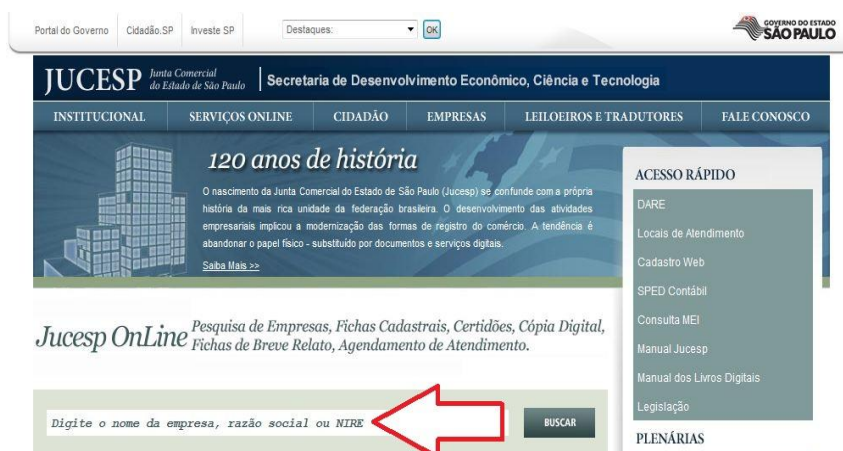 Portal do Governo Cidadão.SP Investe SP Destaques: OK GOVERNO DO ESTADO
SÃO PAULO
JUCESP Junta Comercial
do Estado de São Paulo
Secretaria de Desenvolvimento Econômico, Ciência e Tecnologia
INSTITUCIONAL SERVIÇOS ONLINE CIDADÃO EMPRESAS LEILOEIROS E TRADUTORES FALE CONOSCO
120 anos de história
O nascimento da Junta Comercial do Estado de São Paulo (Jucesp) se confunde com a própria
história da mais rica unidade da federação brasileira. O desenvolvimento das atividades
empresariais implicou a modernização das formas de registro do comércio. A tendência é
abandonar o papel físico - substituído por documentos e serviços digitais.
Saiba Mais >>
ACESSO RÁPIDO
DARE
Locais de Atendimento
Cadastro Web
SPED Contábil
Consulta MEI
Manual Jucesp
Manual dos Livros Digitais
Legislação
PLENÁRIAS
Jucesp OnLine
Pesquisa de Empresas, Fichas Cadastrais, Certidões, Cópia Digital,
Fichas de Breve Relato, Agendamento de Atendimento.
Digite o nome da empresa, razão social ou NIRE BUSCAR